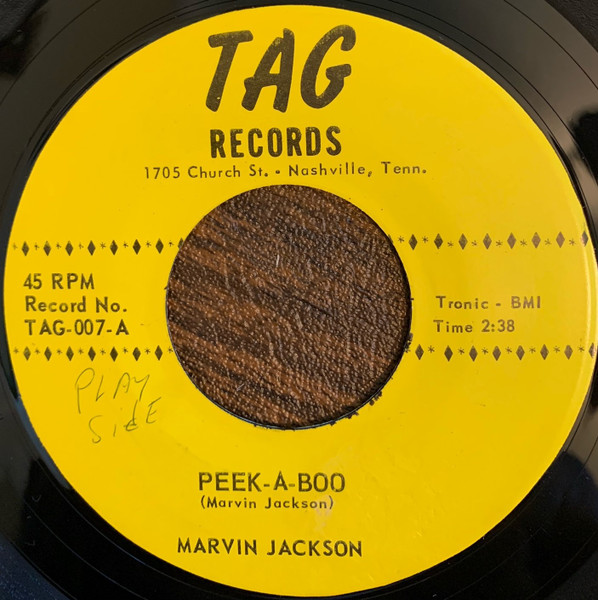 TAG
RECORDS
1705 Church St. - Nashville, Tenn.
45 RPM
Record No.
TAG-007-A
Tronic - BMI
Time 2:38
PLAY
SidE
PEEK-A-BOO
(Marvin Jackson)
MARVIN JACKSON